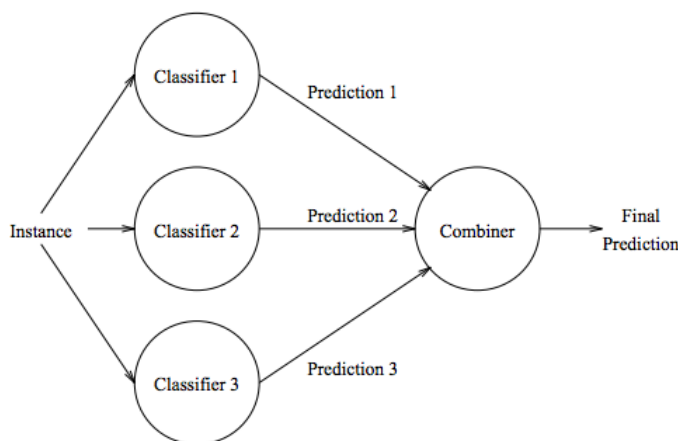 Classifier 1
Prediction 1
Instance
Classifier 2
Prediction 2
Combiner
Final
Prediction
Classifier 3
Prediction 3